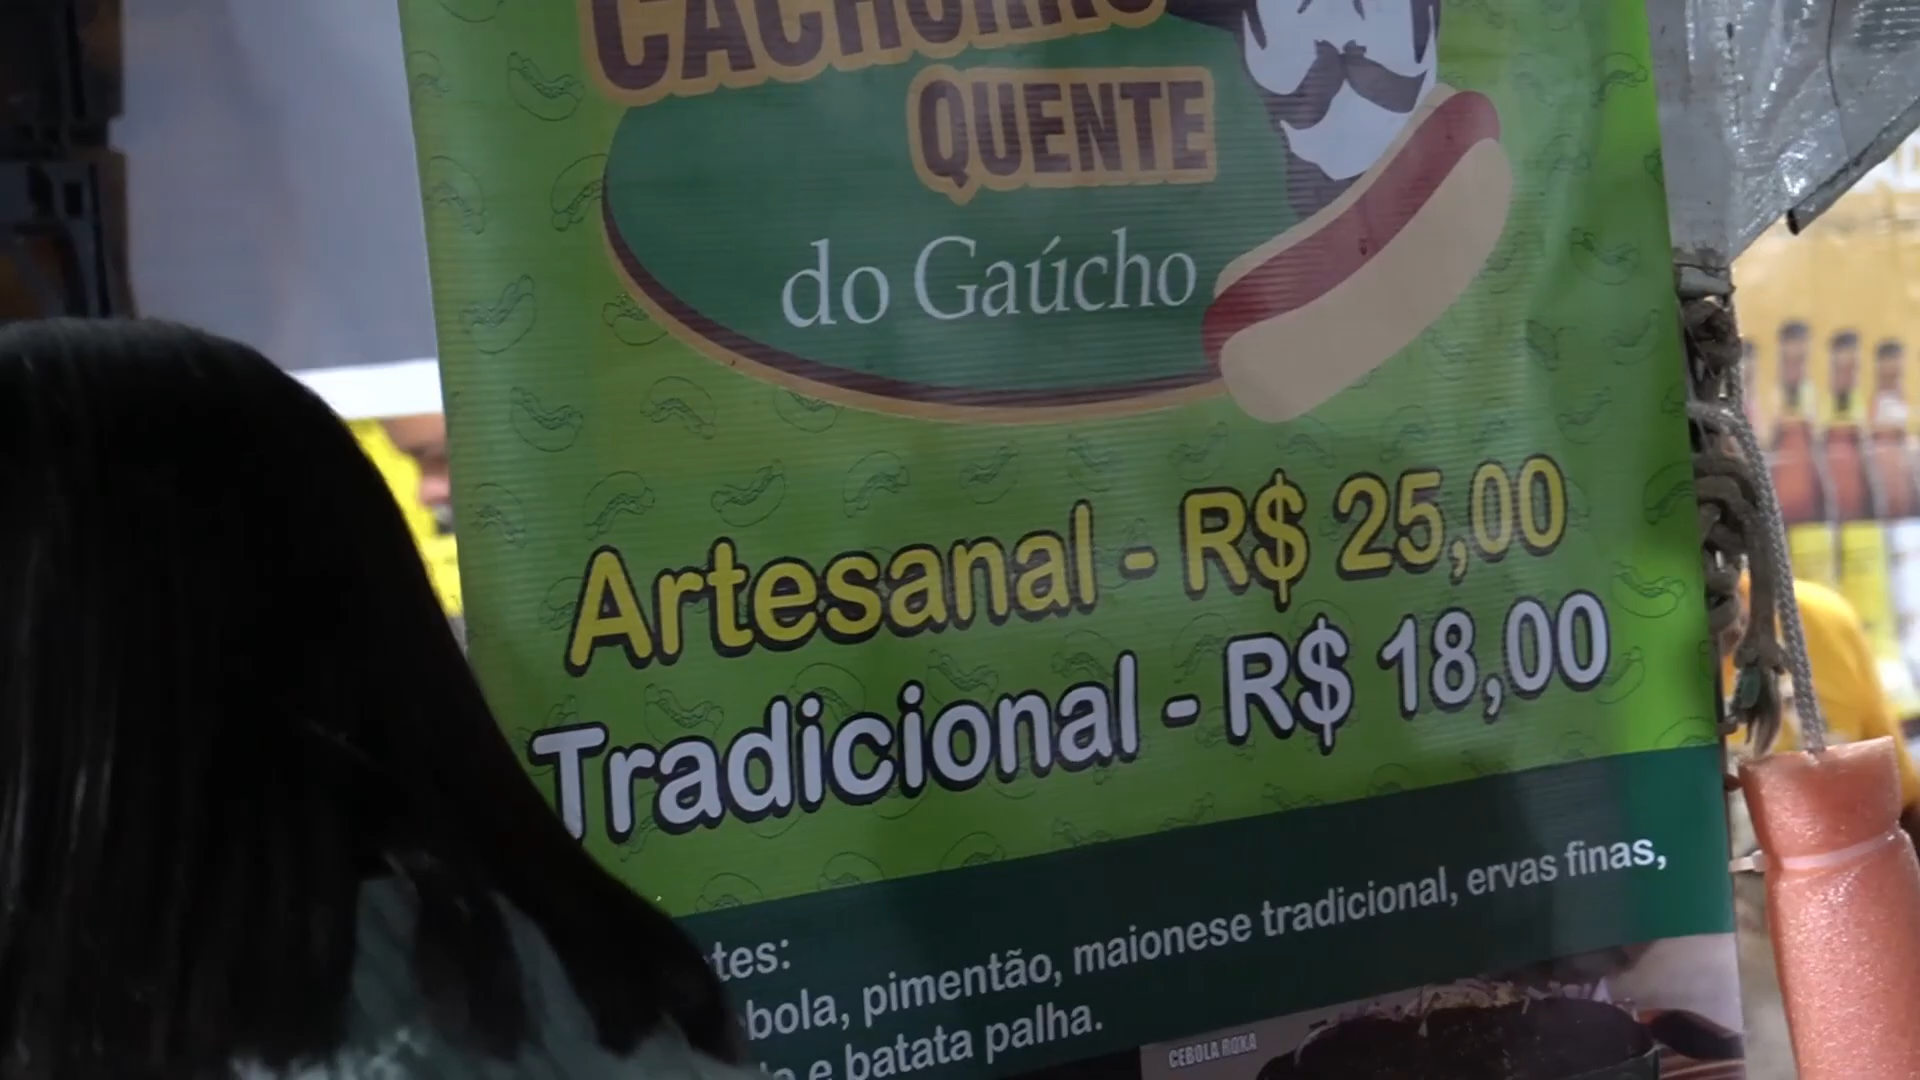 CACHORRO
QUENTE
do Gaúcho
Artesanal - R$ 25,00
Tradicional - R$ 18,00
tes:
bola, pimentão, maionese tradicional, ervas finas,
e batata palha.
CEBOLA ROXA